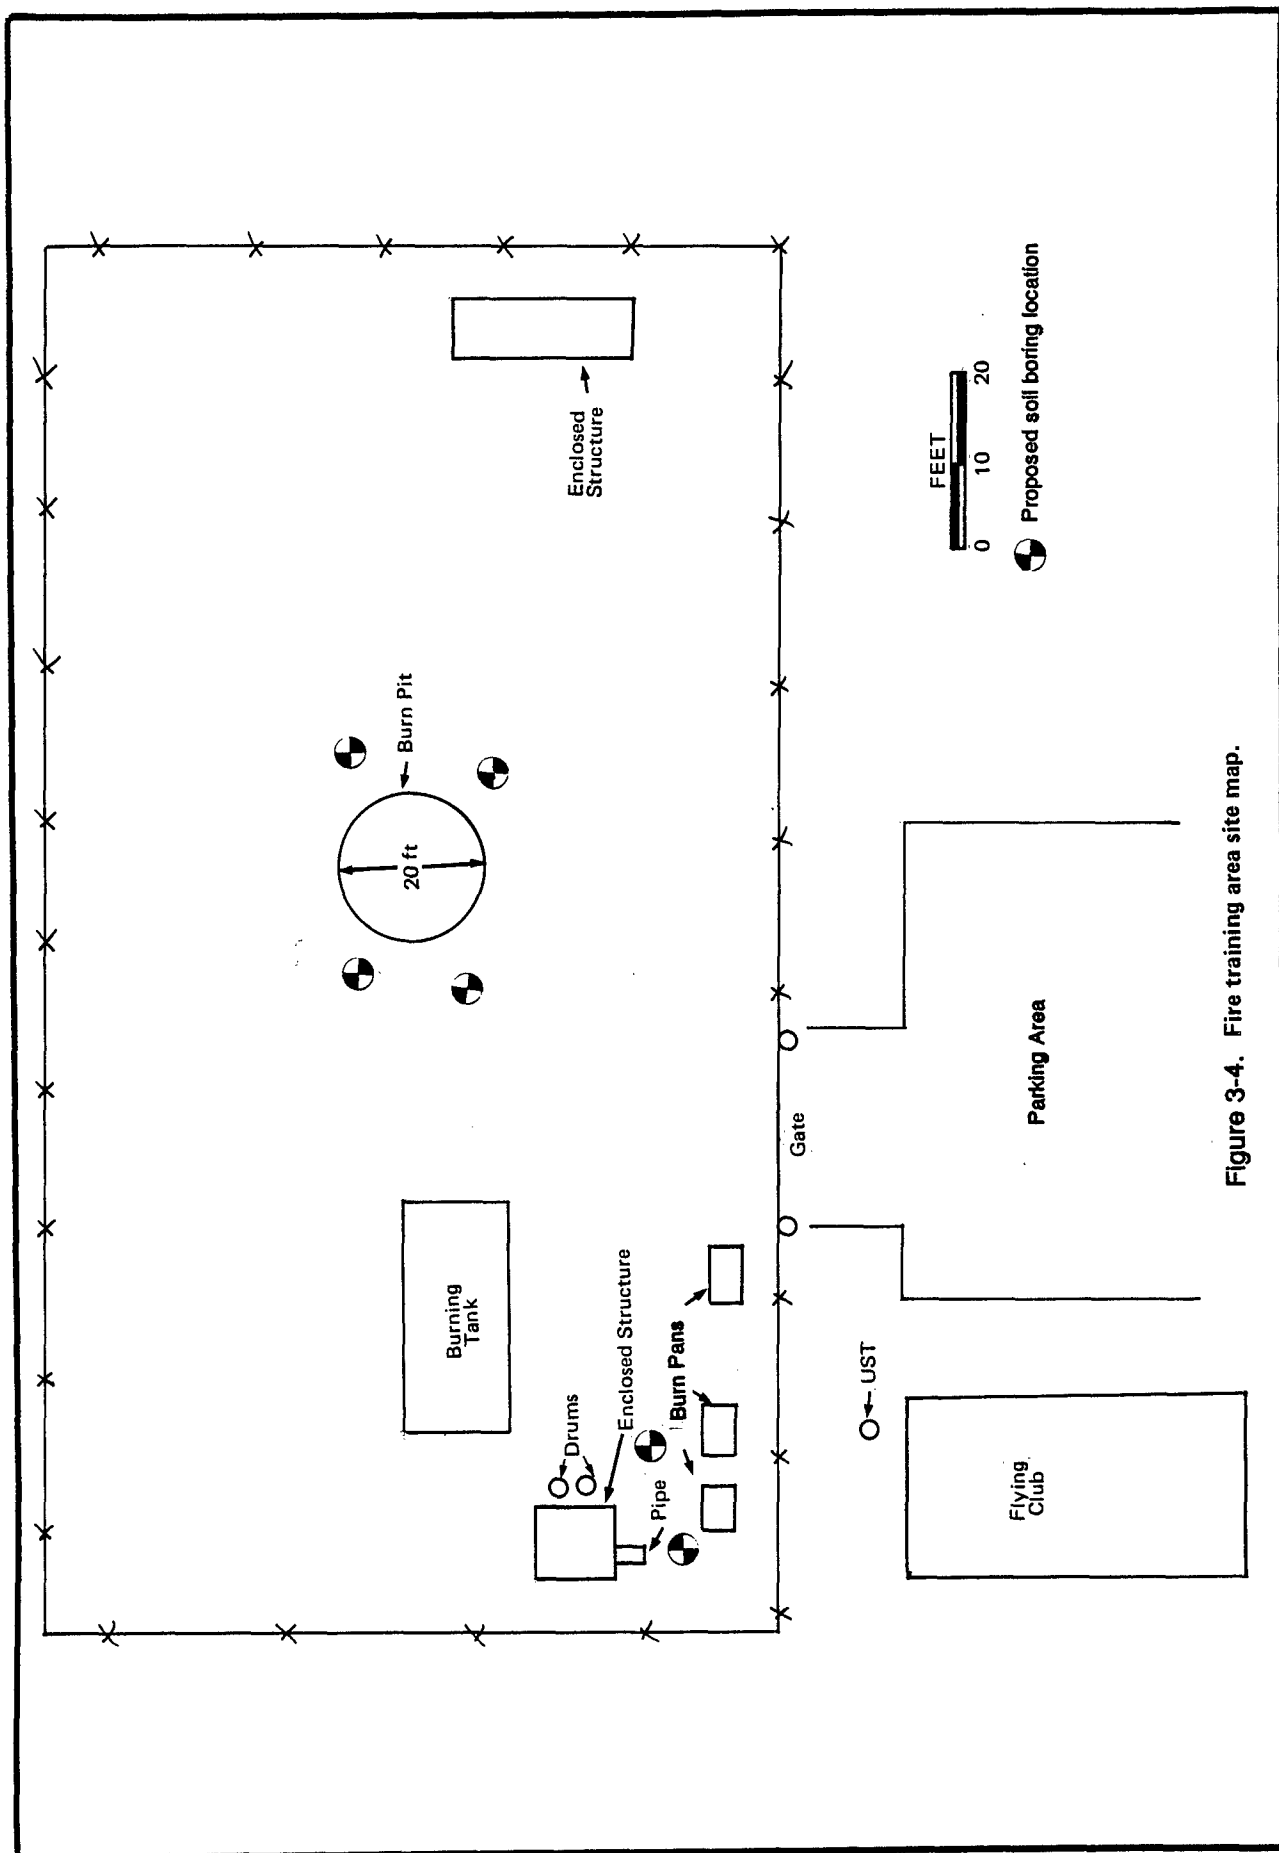 Burn Pit
20 ft
Enclosed
Structure
Burning
Tank
Drums
Enclosed Structure
Pipe
Burn Pans
Gate
UST
Flying
Club
Parking Area
FEET
0 10 20
Proposed soil boring location
Figure 3-4. Fire training area site map.